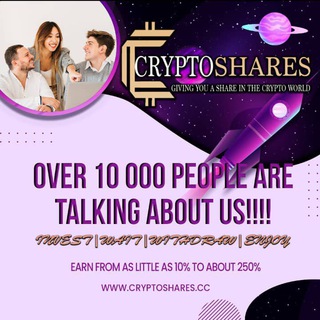 CRYPTOSHARES
GIVING YOU A SHARE IN THE CRYPTO WORLD
OVER 10 000 PEOPLE ARE
TALKING ABOUT US!!!!
INVEST|WAIT|WITHDRAW|ENJOY
EARN FROM AS LITTLE AS 10% TO ABOUT 250%
WWW.CRYPTOSHARES.CC